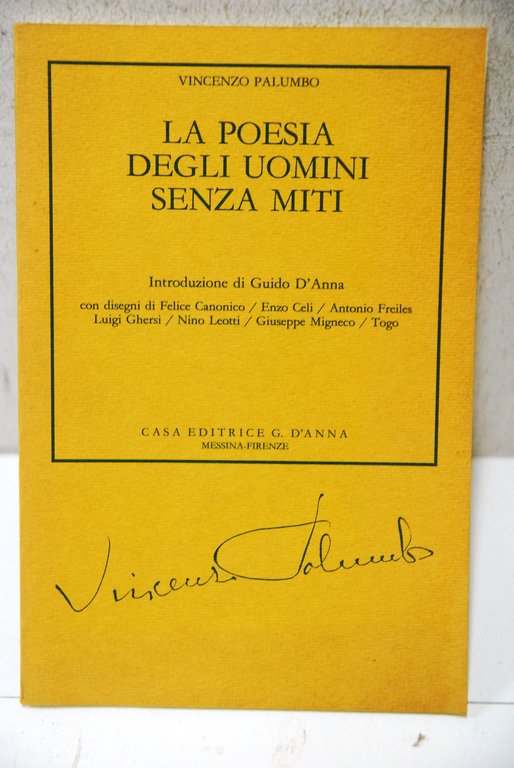 VINCENZO PALUMBO
LA POESIA
DEGLI UOMINI
SENZA MITI
Introduzione di Guido D'Anna
con disegni di Felice Canonico / Enzo Celi / Antonio Freiles
Luigi Ghersi / Nino Leotti / Giuseppe Migneco / Togo
CASA EDITRICE G. D'ANNA
MESSINA-FIRENZE
Vincenzo Palumbo